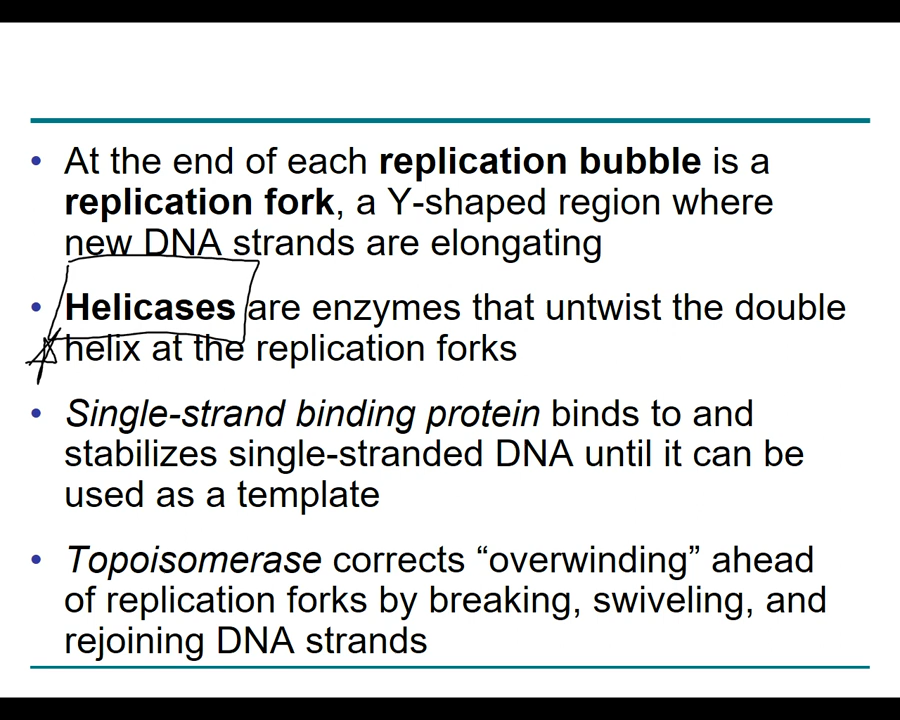 • At the end of each replication bubble is a
replication fork, a Y-shaped region where
new DNA strands are elongating
• Helicases are enzymes that untwist the double
helix at the replication forks
• Single-strand binding protein binds to and
stabilizes single-stranded DNA until it can be
used as a template
• Topoisomerase corrects “overwinding” ahead
of replication forks by breaking, swiveling, and
rejoining DNA strands